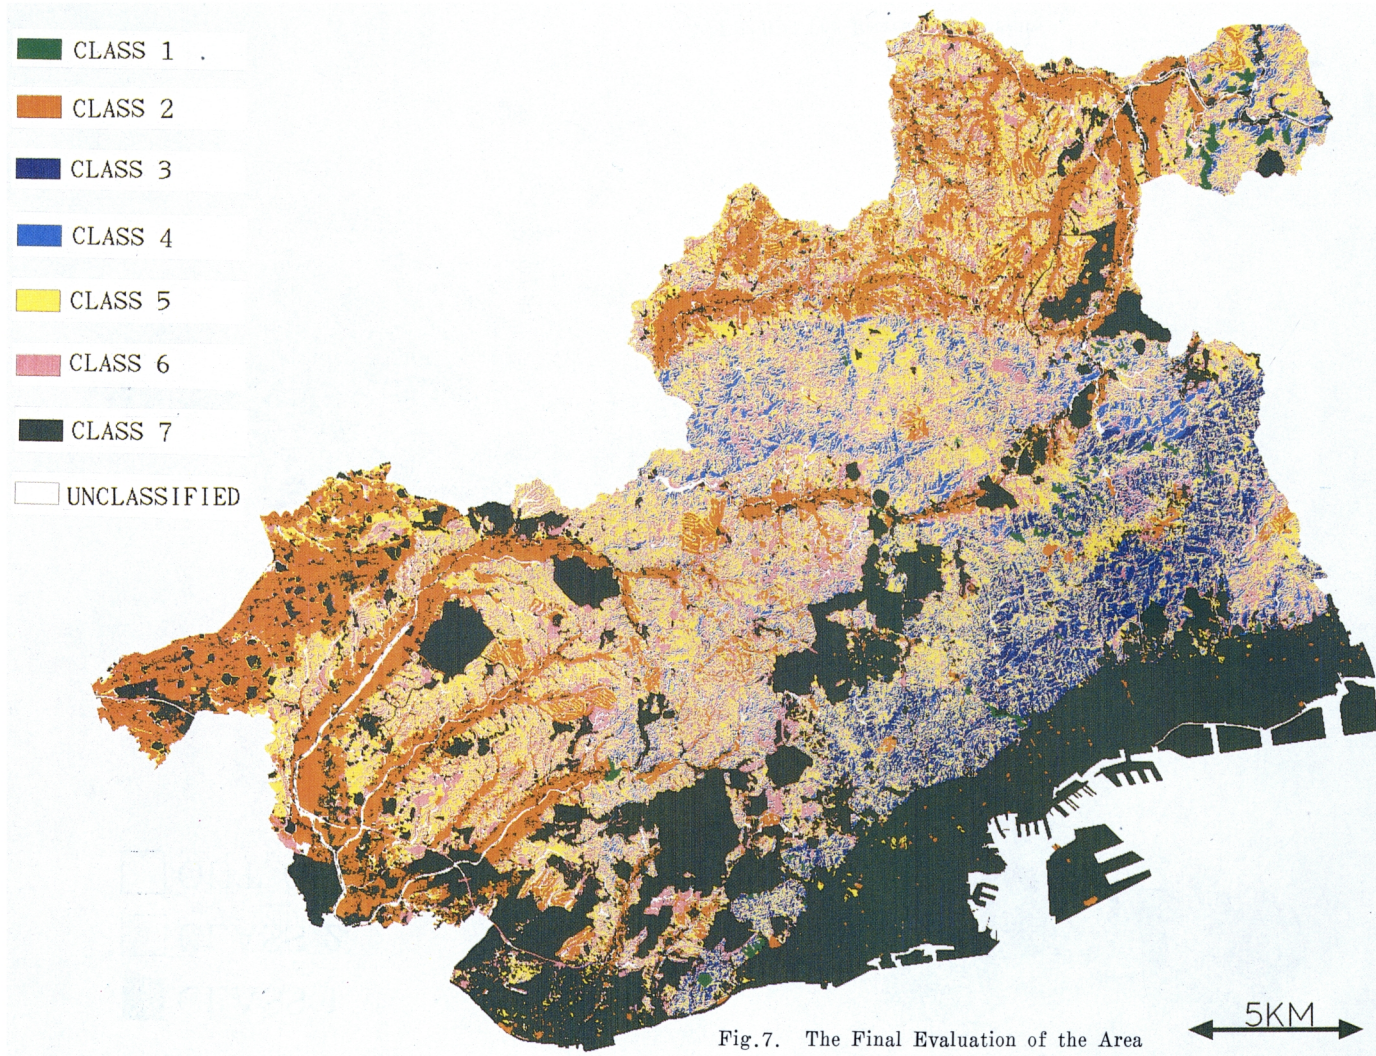 CLASS 1
CLASS 2
CLASS 3
CLASS 4
CLASS 5
CLASS 6
CLASS 7
UNCLASSIFIED
5KM
Fig.7. The Final Evaluation of the Area